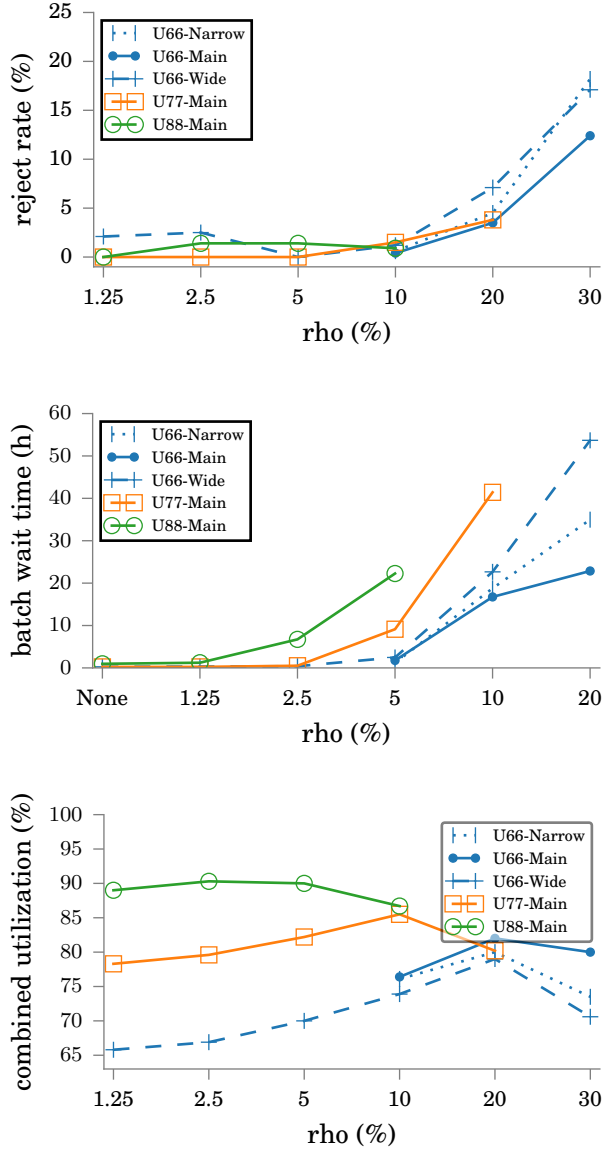 reject rate (%)
25
20
15
10
5
0
U66-Narrow
U66-Main
U66-Wide
U77-Main
U88-Main
1.25 2.5 5 10 20 30
rho (%)
batch wait time (h)
60
50
40
30
20
10
0
U66-Narrow
U66-Main
U66-Wide
U77-Main
U88-Main
None 1.25 2.5 5 10 20
rho (%)
combined utilization (%)
100
95
90
85
80
75
70
65
U66-Narrow
U66-Main
U66-Wide
U77-Main
U88-Main
1.25 2.5 5 10 20 30
rho (%)